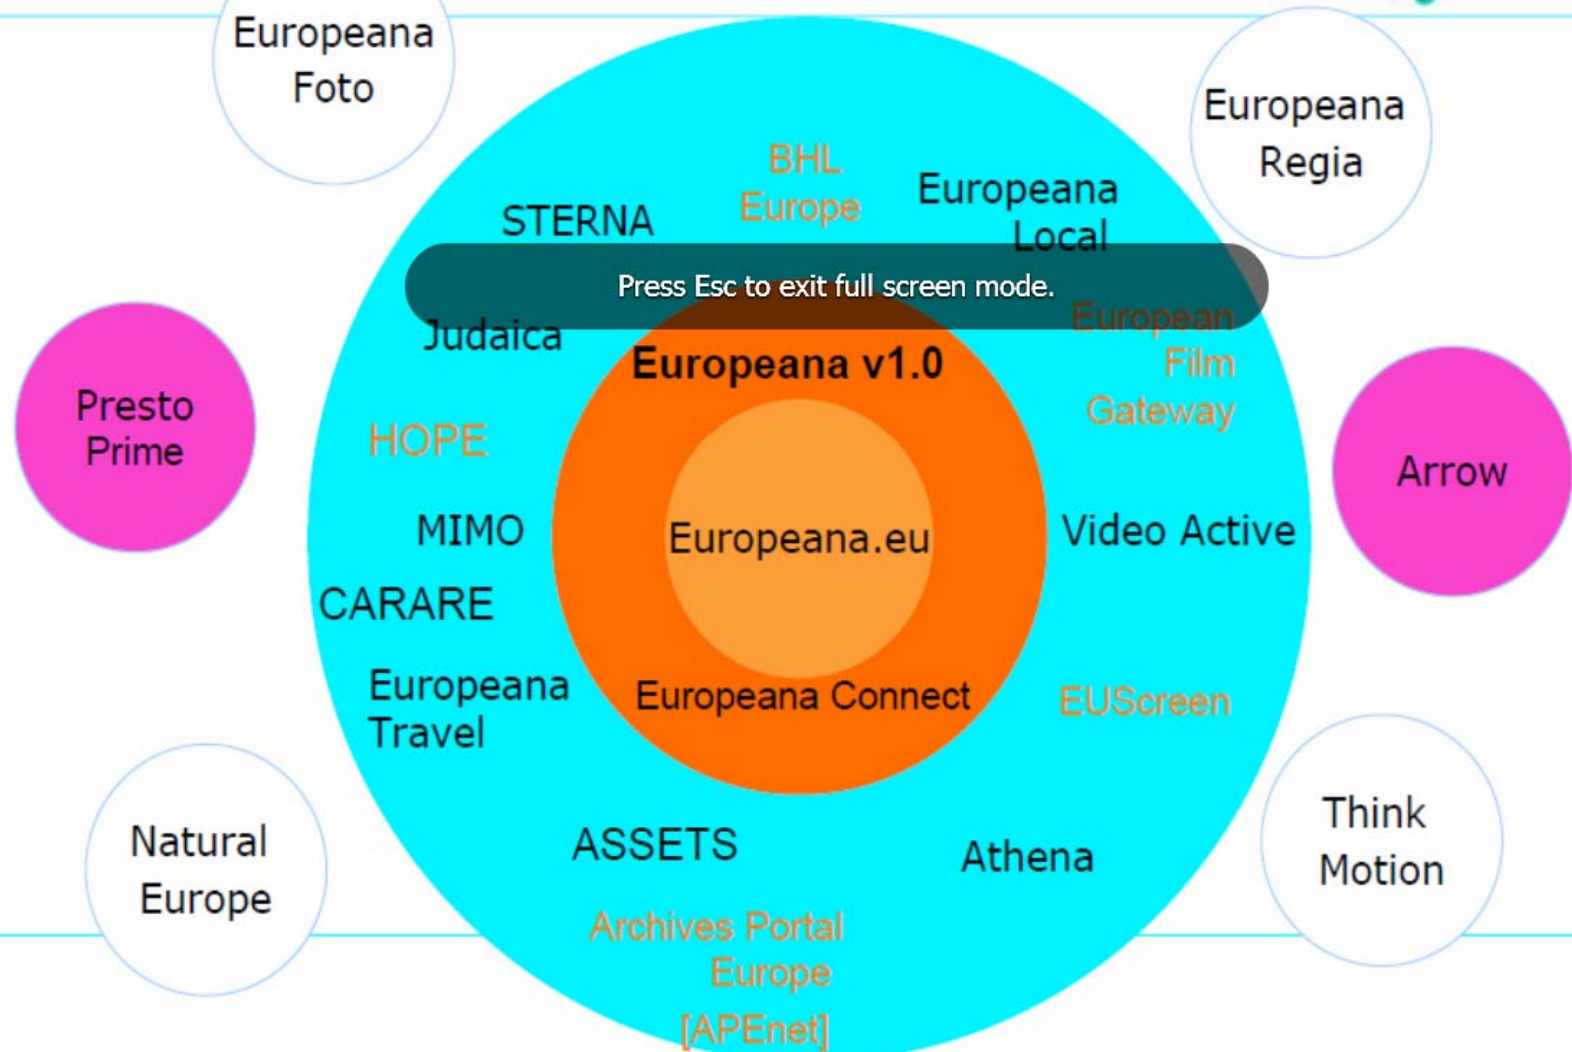 Europeana
Foto
Europeana
Regia
BHL
Europe
Europeana
Local
STERNA
Press Esc to exit full screen mode.
European
Film
Gateway
Judaica
Europeana v1.0
Presto
Prime
HOPE
Arrow
MIMO
Europeana.eu
Video Active
CARARE
Europeana
Travel
Europeana Connect
EUScreen
Natural
Europe
ASSETS
Athena
Think
Motion
Archives Portal
Europe
[APEnet]